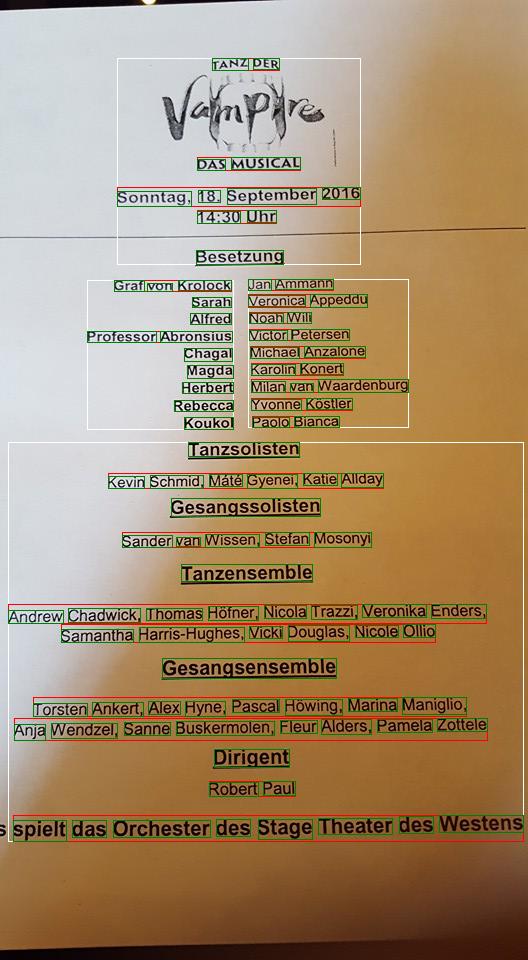 TANZ DER
Vampire
DAS MUSICAL
Sonntag, 18. September 2016
14:30 Uhr
Besetzung
Graf von Krolock Jan Ammann
Sarah Veronica Appeddu
Alfred Noah Wili
Professor Abronsius Victor Petersen
Chagal Michael Anzalone
Magda Karolin Konert
Herbert Milan van Waardenburg
Rebecca Yvonne Köstler
Koukol Paolo Bianca
Tanzsolisten
Kevin Schmid, Máté Gyenei, Katie Allday
Gesangssolisten
Sander van Wissen, Stefan Mosonyi
Tanzensemble
Andrew Chadwick, Thomas Höfner, Nicola Trazzi, Veronika Enders,
Samantha Harris-Hughes, Vicki Douglas, Nicole Ollio
Gesangsensemble
Torsten Ankert, Alex Hyne, Pascal Höwing, Marina Maniglio,
Anja Wendzel, Sanne Buskermolen, Fleur Alders, Pamela Zottele
Dirigent
Robert Paul
s spielt das Orchester des Stage Theater des Westens